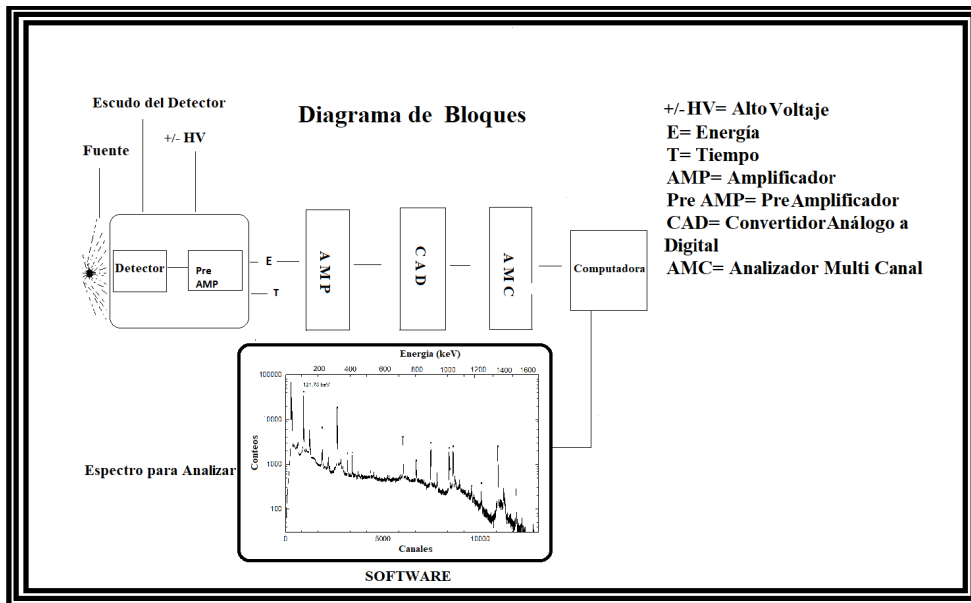 Diagrama de Bloques
Escudo del Detector
+/- HV
Fuente
Detector
Pre
AMP
E
T
AMP
CAD
AMC
Computadora
+/-HV= Alto Voltaje
E= Energía
T= Tiempo
AMP= Amplificador
Pre AMP= PreAmplificador
CAD= ConvertidorAnálogo a
Digital
AMC= Analizador Multi Canal
Espectro para Analizar
Energia (keV)
200 400 600 800 1000 1200 1400 1600
121.78 keV
100000
10000
1000
100
Conteos
0 5000 10000
Canales
SOFTWARE